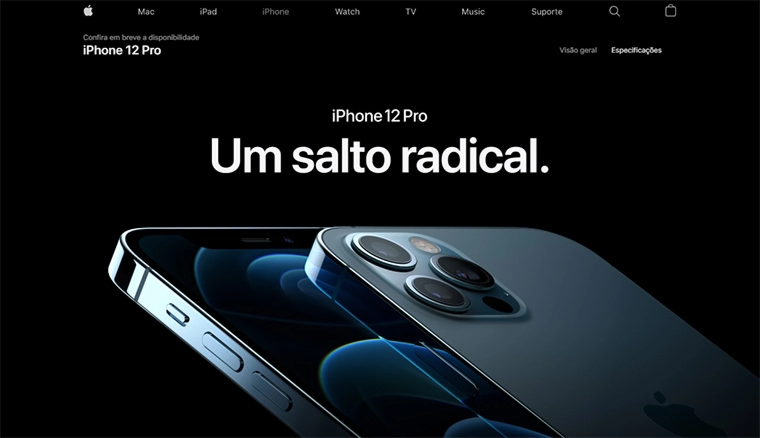 Mac iPad iPhone Watch TV Music Suporte
Confira em breve a disponibilidade
iPhone 12 Pro
Visão geral Especificações
iPhone 12 Pro
Um salto radical.